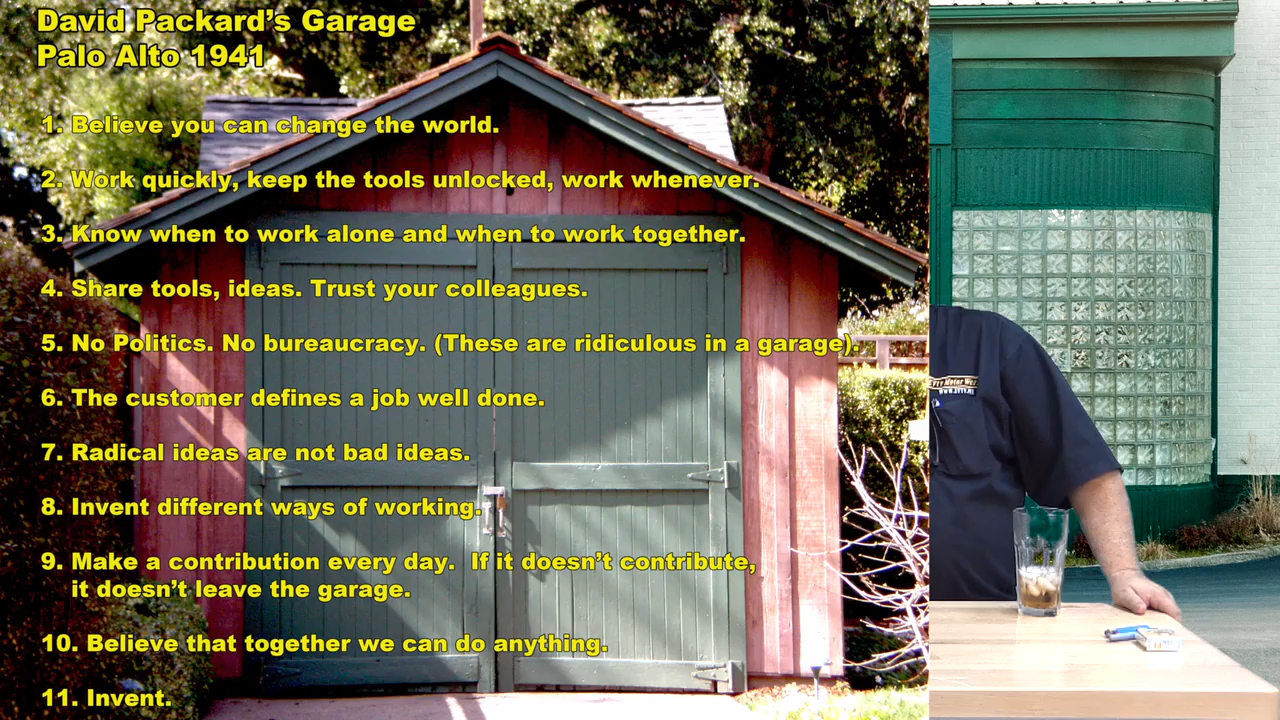 David Packard's Garage
Palo Alto 1941
1. Believe you can change the world.
2. Work quickly, keep the tools unlocked, work whenever.
3. Know when to work alone and when to work together.
4. Share tools, ideas. Trust your colleagues.
5. No Politics. No bureaucracy. (These are ridiculous in a garage).
6. The customer defines a job well done.
7. Radical ideas are not bad ideas.
8. Invent different ways of working.
9. Make a contribution every day.  If it doesn't contribute,
it doesn't leave the garage.
10. Believe that together we can do anything.
11. Invent.
Motor